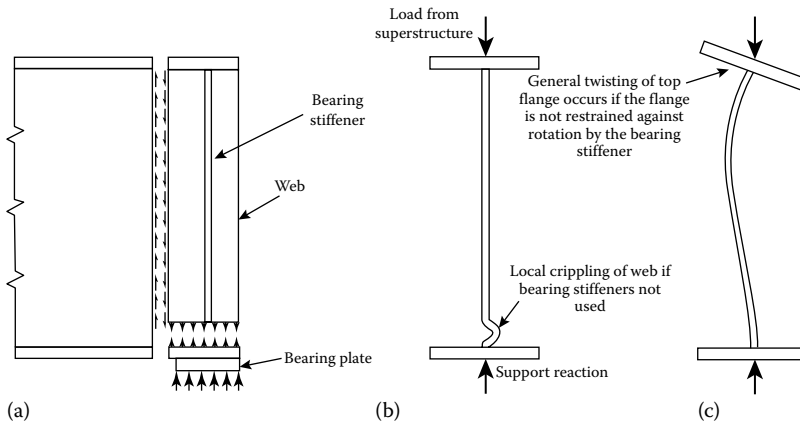 Load from
superstructure
Bearing
stiffener
Web
General twisting of top
flange occurs if the flange
is not restrained against
rotation by the bearing
stiffener
Local crippling of web if
bearing stiffeners not
used
Bearing plate
Support reaction
(a)
(b)
(c)